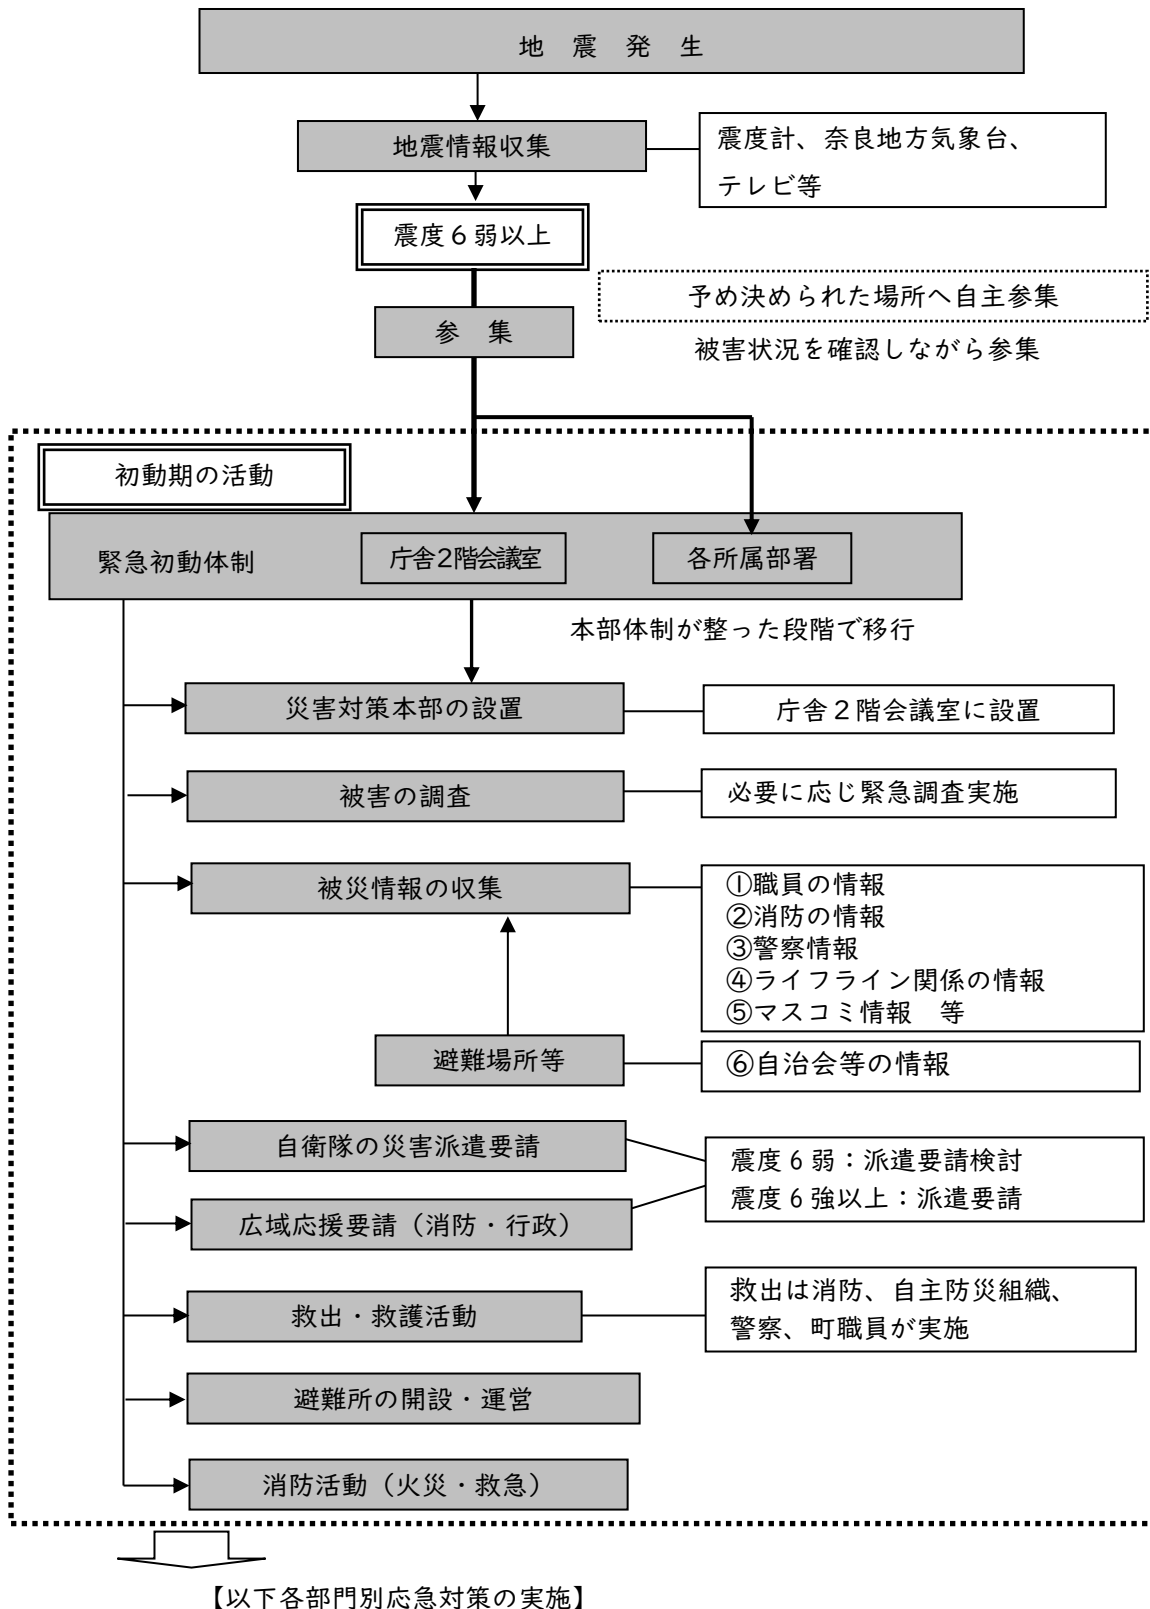 地　震　発　生
地震情報収集
震度計、奈良地方気象台、
テレビ等
震度６弱以上
予め決められた場所へ自主参集
参　集
被害状況を確認しながら参集
初動期の活動
緊急初動体制
庁舎2階会議室
各所属部署
本部体制が整った段階で移行
災害対策本部の設置
庁舎２階会議室に設置
被害の調査
必要に応じ緊急調査実施
被災情報の収集
①職員の情報
②消防の情報
③警察情報
④ライフライン関係の情報
⑤マスコミ情報　等
避難場所等
⑥自治会等の情報
自衛隊の災害派遣要請
震度６弱：派遣要請検討
震度６強以上：派遣要請
広域応援要請（消防・行政）
救出・救護活動
救出は消防、自主防災組織、
警察、町職員が実施
避難所の開設・運営
消防活動（火災・救急）
【以下各部門別応急対策の実施】